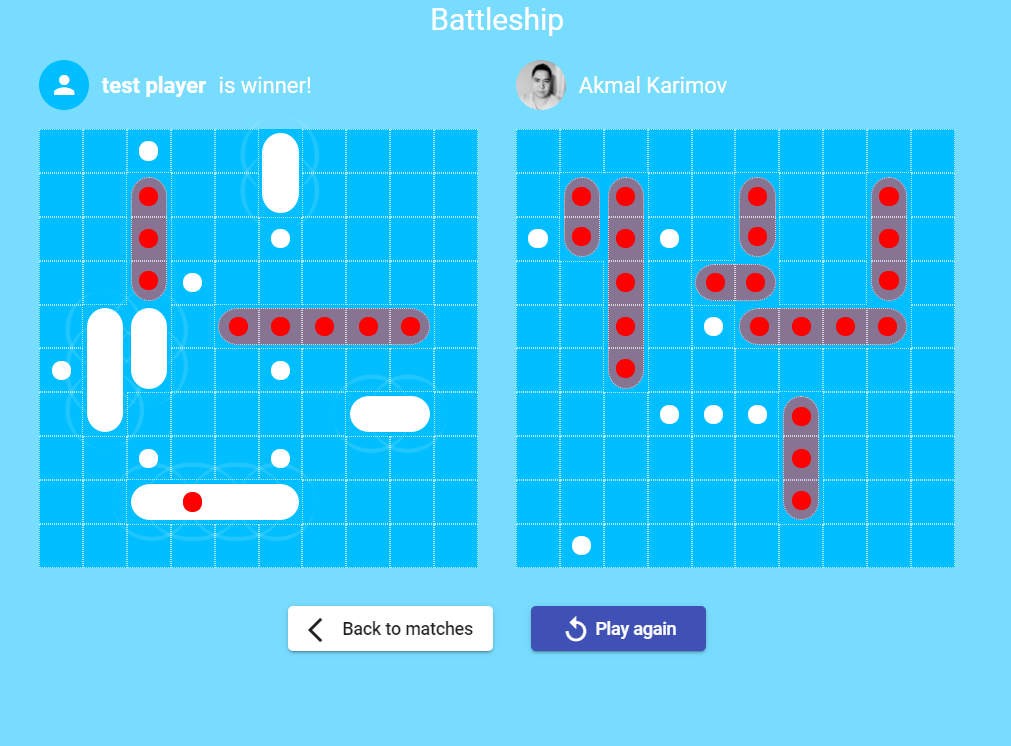 Battleship
test player is winner!
Akmal Karimov
Back to matches
Play again